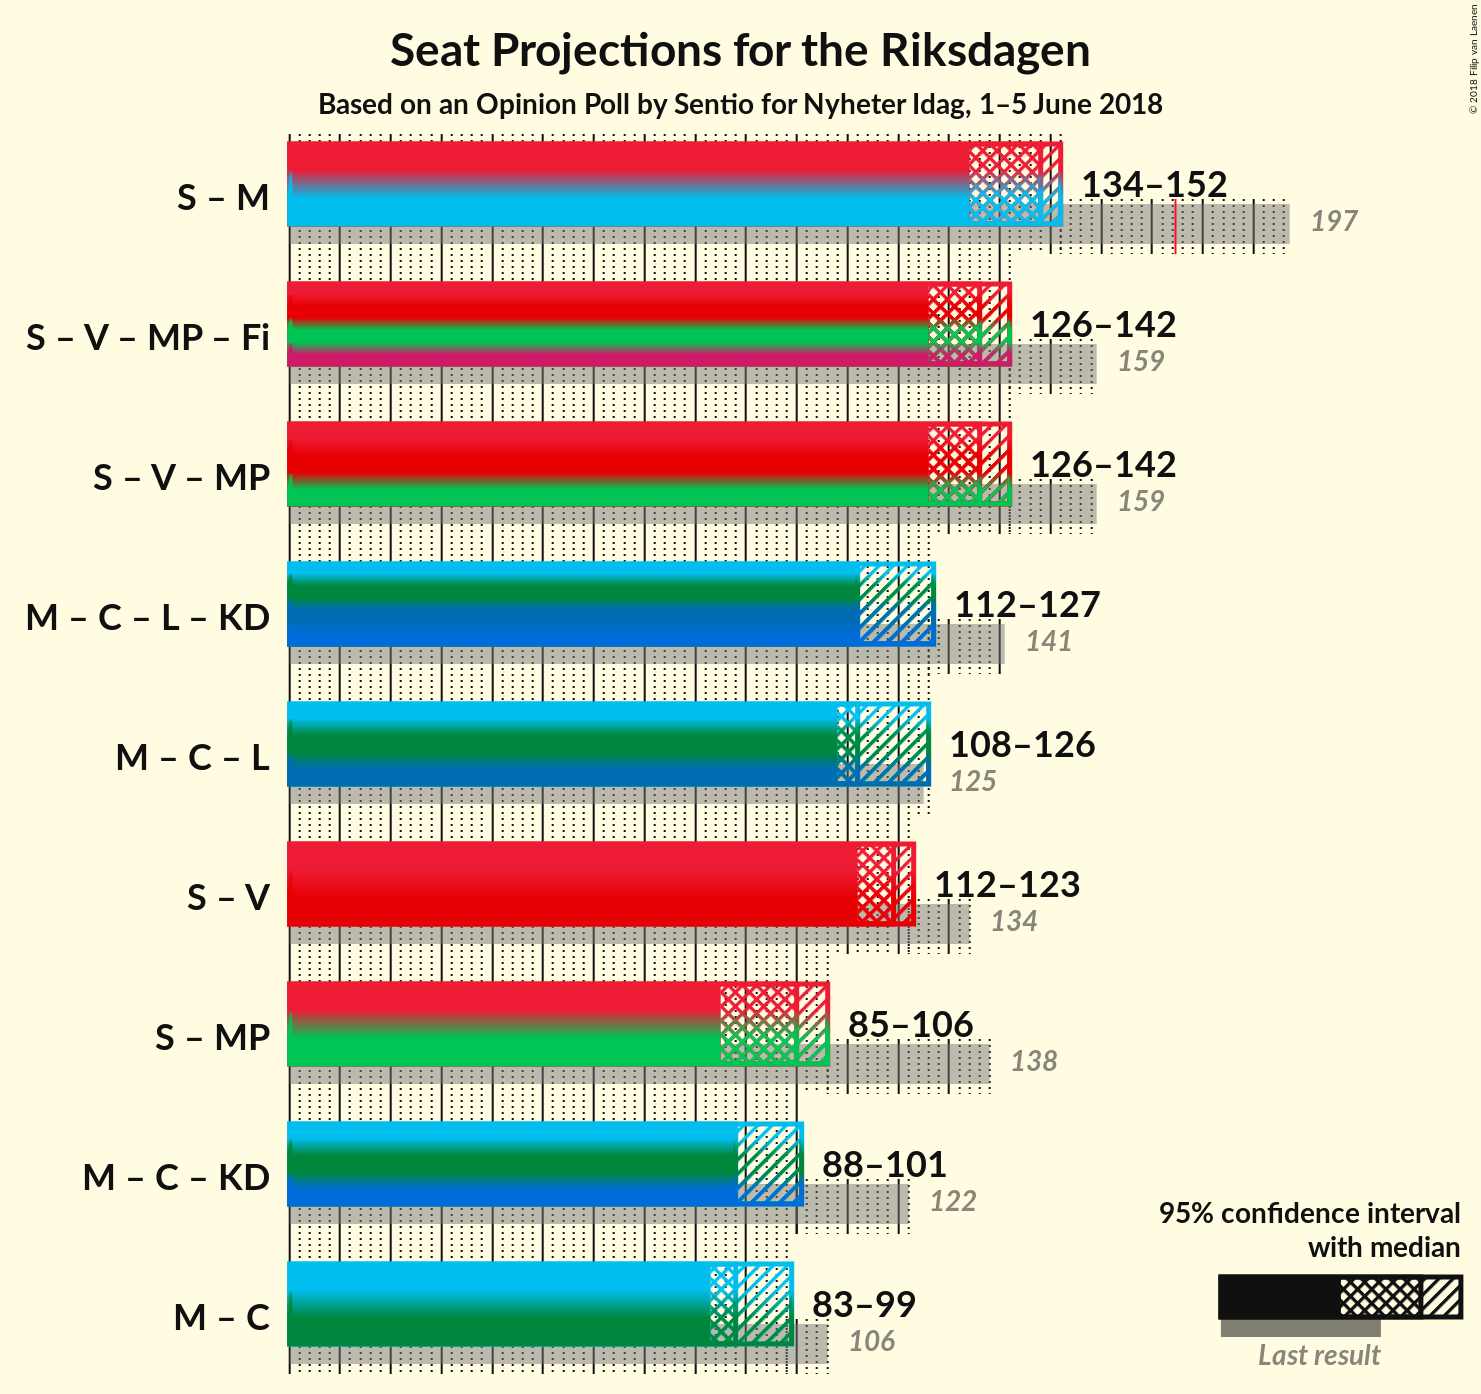 Seat Projections for the Riksdagen
Based on an Opinion Poll by Sentio for Nyheter Idag, 1–5 June 2018
© 2018 Filip van Laenen
S – M
134–152
197
S – V – MP – Fi
126–142
159
S – V – MP
126–142
159
M – C – L – KD
112–127
141
M – C – L
108–126
125
S – V
112–123
134
S – MP
85–106
138
M – C – KD
88–101
122
M – C
83–99
106
95% confidence interval
with median
Last result